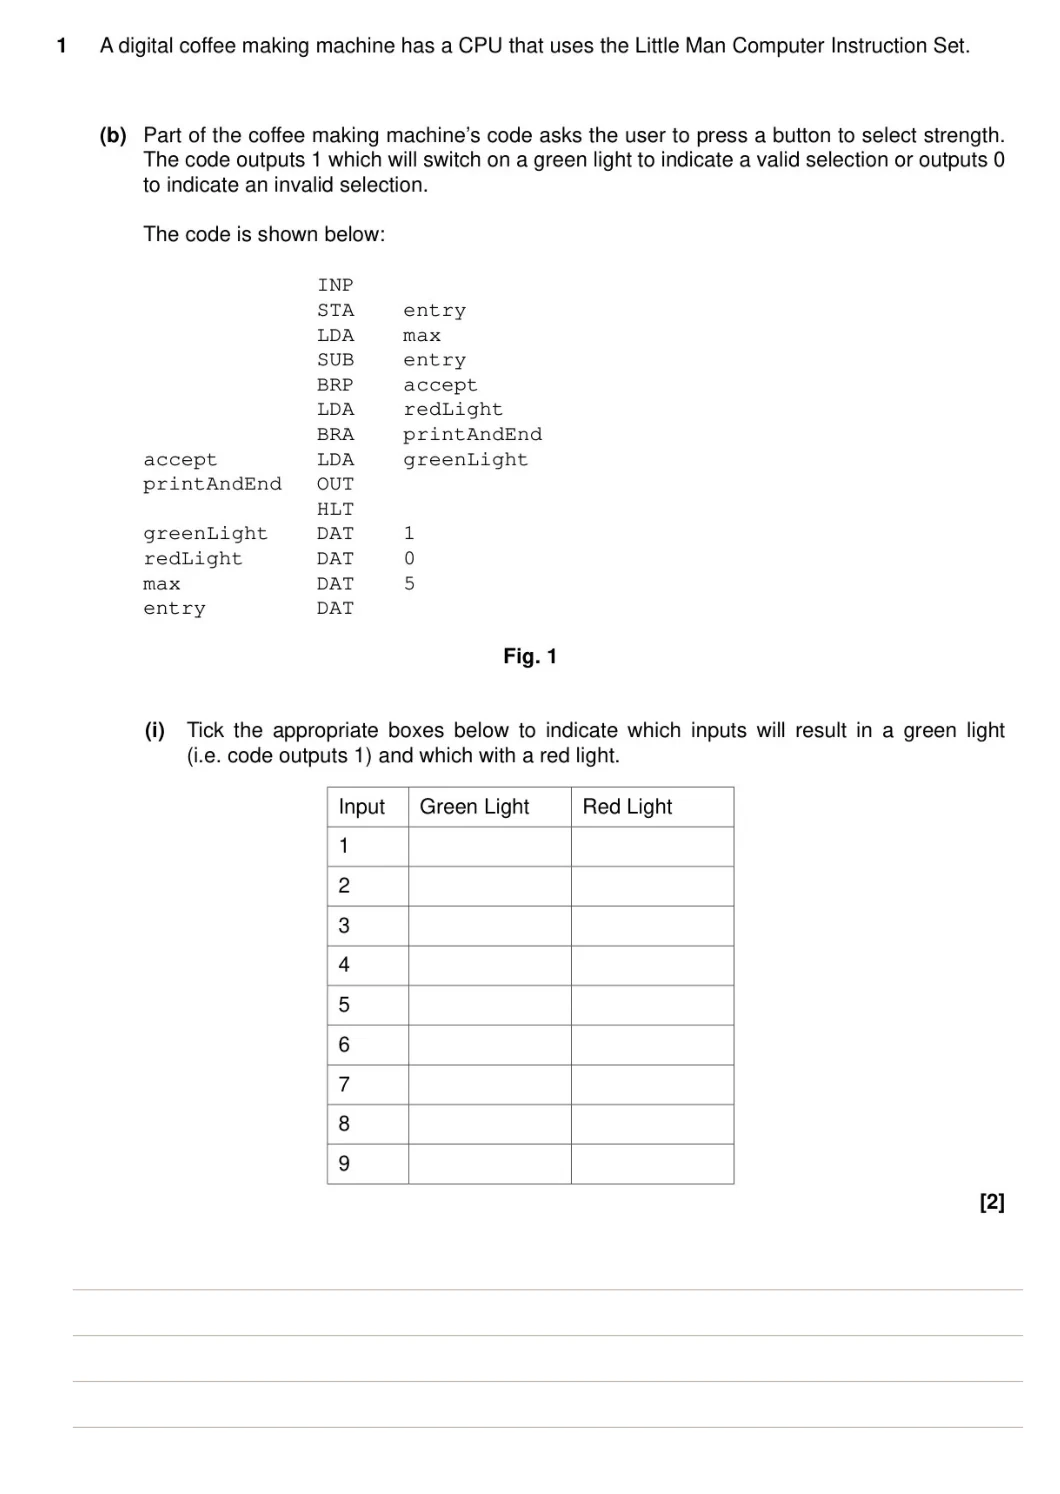 1 A digital coffee making machine has a CPU that uses the Little Man Computer Instruction Set.
(b) Part of the coffee making machine's code asks the user to press a button to select strength.
The code outputs 1 which will switch on a green light to indicate a valid selection or outputs 0
to indicate an invalid selection.
The code is shown below:
INP
STA entry
LDA max
SUB entry
BRP accept
LDA redLight
BRA printAndEnd
accept LDA greenLight
printAndEnd OUT
HLT
greenLight DAT 1
redLight DAT 0
max DAT 5
entry DAT
Fig. 1
(i) Tick the appropriate boxes below to indicate which inputs will result in a green light
(i.e. code outputs 1) and which with a red light.
Input Green Light Red Light
1
2
3
4
5
6
7
8
9
[2]